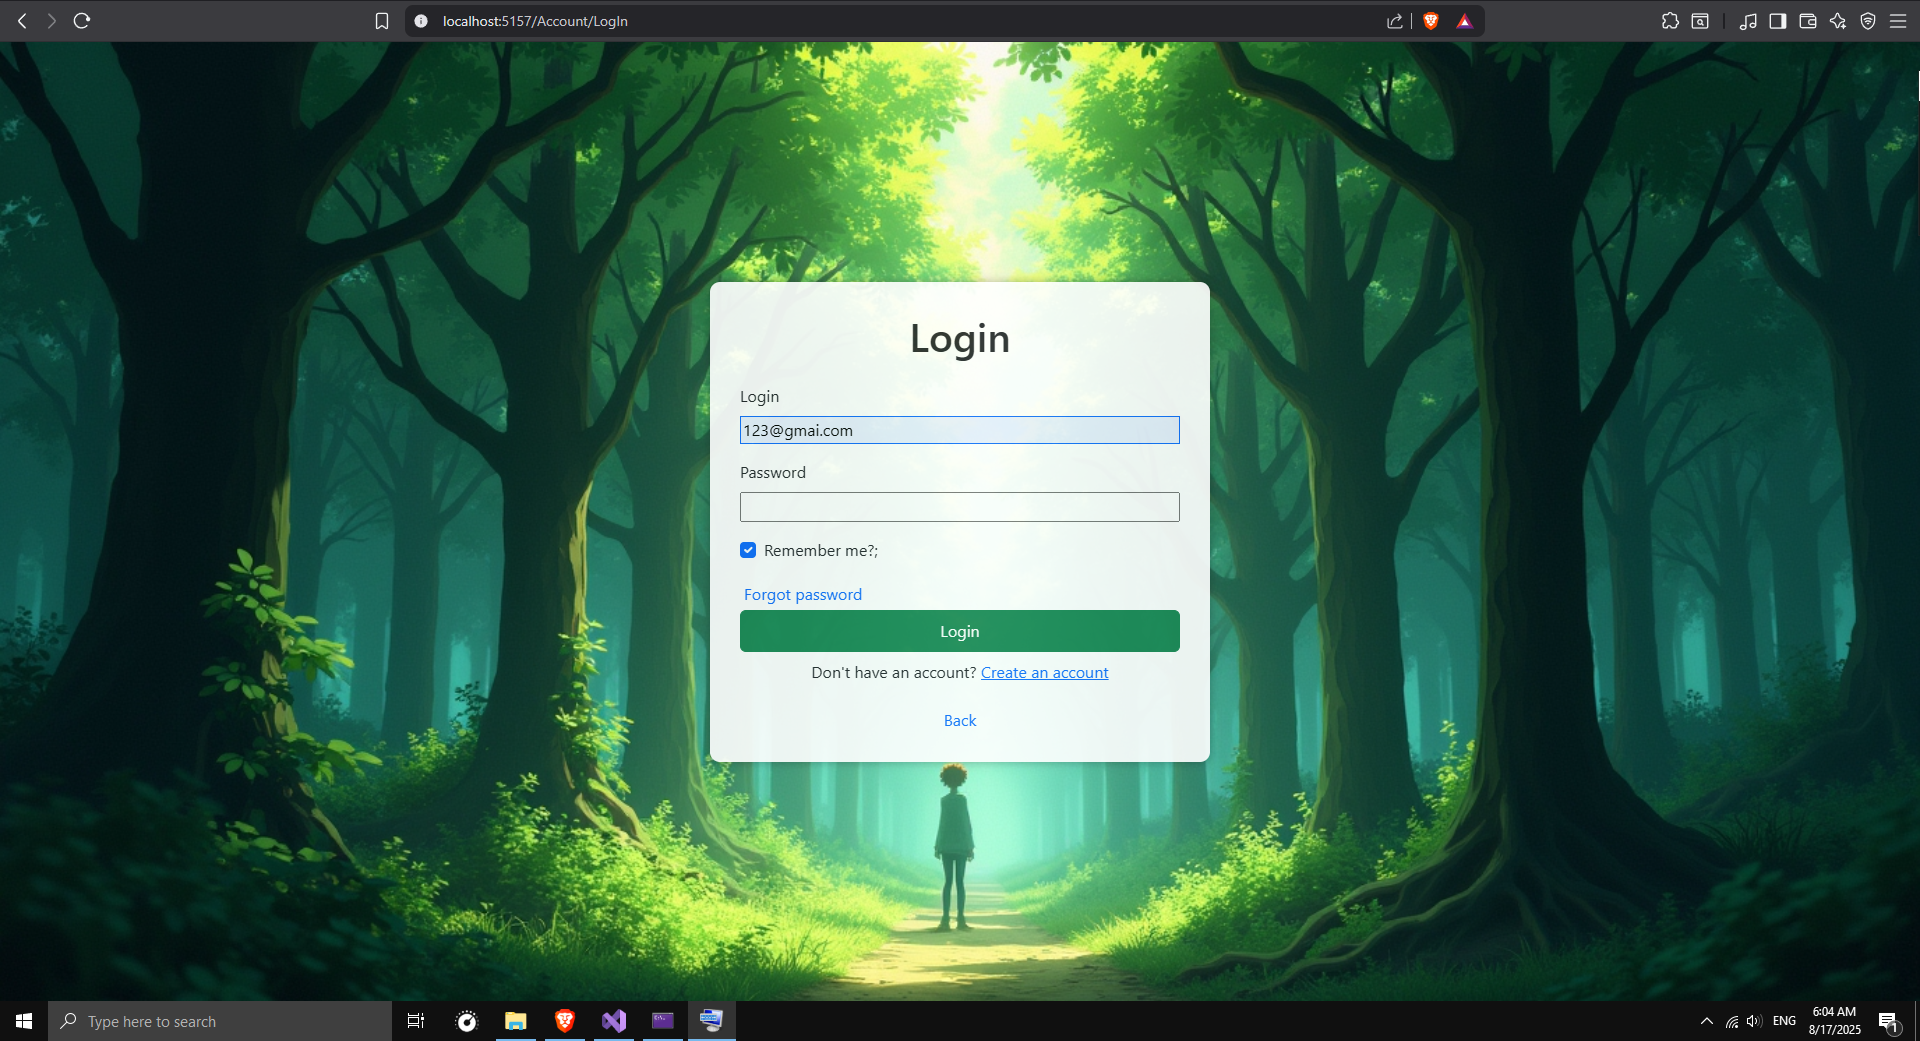 localhost:5157/Account/LogIn
Login
Login
123@gmai.com
Password
Remember me?;
Forgot password
Login
Don't have an account? Create an account
Back
Type here to search
ENG
6:04 AM
8/17/2025
1